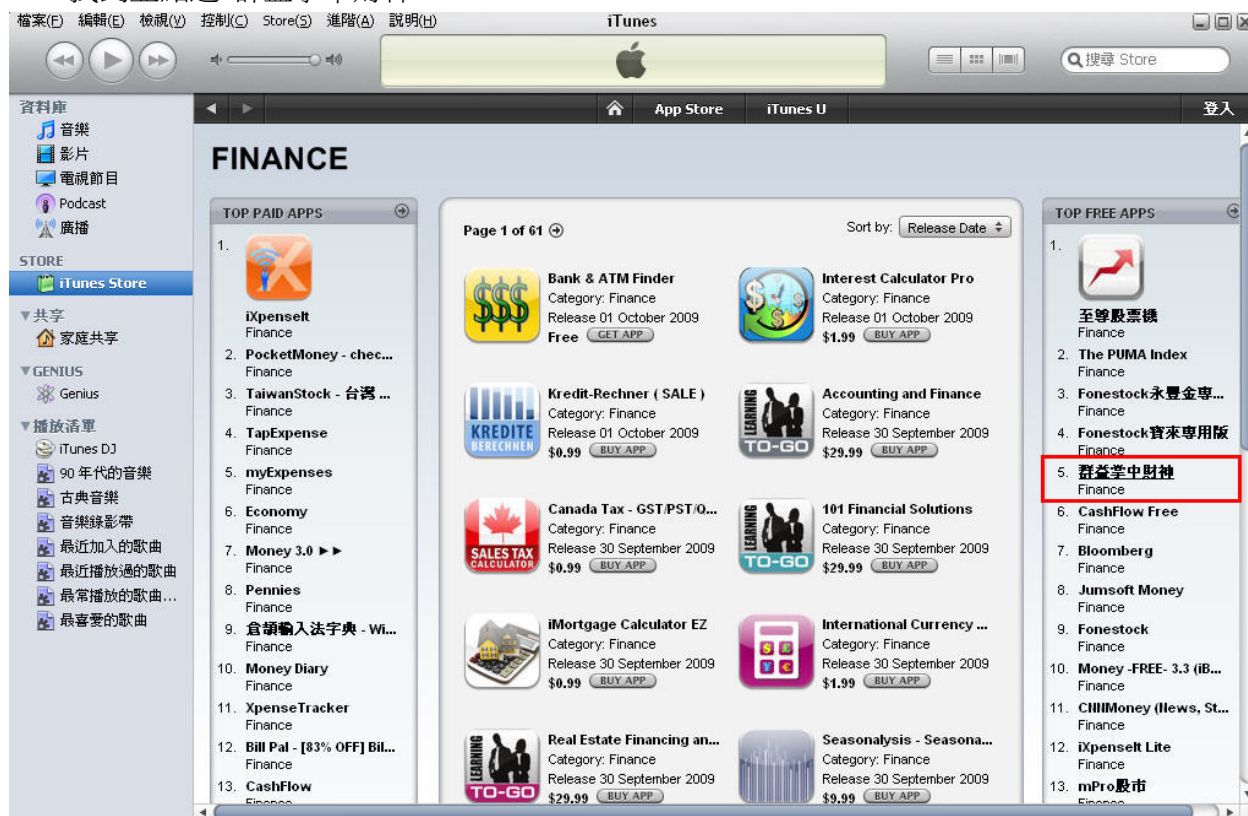 檔案(F) 編輯(E) 檢視(V) 控制(C) Store(S) 進階(A) 說明(H)
iTunes
搜尋 Store
App Store
iTunes U
登入
資料庫
音樂
影片
電視節目
Podcast
廣播
STORE
iTunes Store
共享
家庭共享
GENIUS
Genius
播放清單
iTunes DJ
90 年代的音樂
古典音樂
音樂錄影帶
最近加入的歌曲
最近播放過的歌曲
最常播放的歌曲...
最喜愛的歌曲
FINANCE
TOP PAID APPS
1.
iXpenseIt
Finance
2. PocketMoney - chec...
Finance
3. TaiwanStock - 台灣 ...
Finance
4. TapExpense
Finance
5. myExpenses
Finance
6. Economy
Finance
7. Money 3.0 ►►
Finance
8. Pennies
Finance
9. 倉頡輸入法字典 - Wi...
Finance
10. Money Diary
Finance
11. XpenseTracker
Finance
12. Bill Pal - [83% OFF] Bil...
Finance
13. CashFlow
Finance
Page 1 of 61
Sort by: Release Date
$$$
Bank & ATM Finder
Category: Finance
Release 01 October 2009
Free GET APP
Interest Calculator Pro
Category: Finance
Release 01 October 2009
$1.99 BUY APP
KREDITE
BERECHNEN
Kredit-Rechner ( SALE )
Category: Finance
Release 01 October 2009
$0.99 BUY APP
LEARNING
TO-GO
Accounting and Finance
Category: Finance
Release 30 September 2009
$29.99 BUY APP
SALES TAX
CALCULATOR
Canada Tax - GST/PST/Q...
Category: Finance
Release 30 September 2009
$0.99 BUY APP
LEARNING
TO-GO
101 Financial Solutions
Category: Finance
Release 30 September 2009
$29.99 BUY APP
iMortgage Calculator EZ
Category: Finance
Release 30 September 2009
$0.99 BUY APP
International Currency ...
Category: Finance
Release 30 September 2009
$1.99 BUY APP
LEARNING
TO-GO
Real Estate Financing an...
Category: Finance
Release 30 September 2009
$29.99 BUY APP
Seasonalysis - Seasona...
Category: Finance
Release 30 September 2009
$9.99 BUY APP
TOP FREE APPS
1.
至尊股票機
Finance
2. The PUMA Index
Finance
3. Fonestock永豐金專...
Finance
4. Fonestock寶來專用版
Finance
5. 群益掌中財神
Finance
6. CashFlow Free
Finance
7. Bloomberg
Finance
8. Jumsoft Money
Finance
9. Fonestock
Finance
10. Money -FREE- 3.3 (iB...
Finance
11. CNNMoney (News, St...
Finance
12. iXpenseIt Lite
Finance
13. mPro股市
Finance